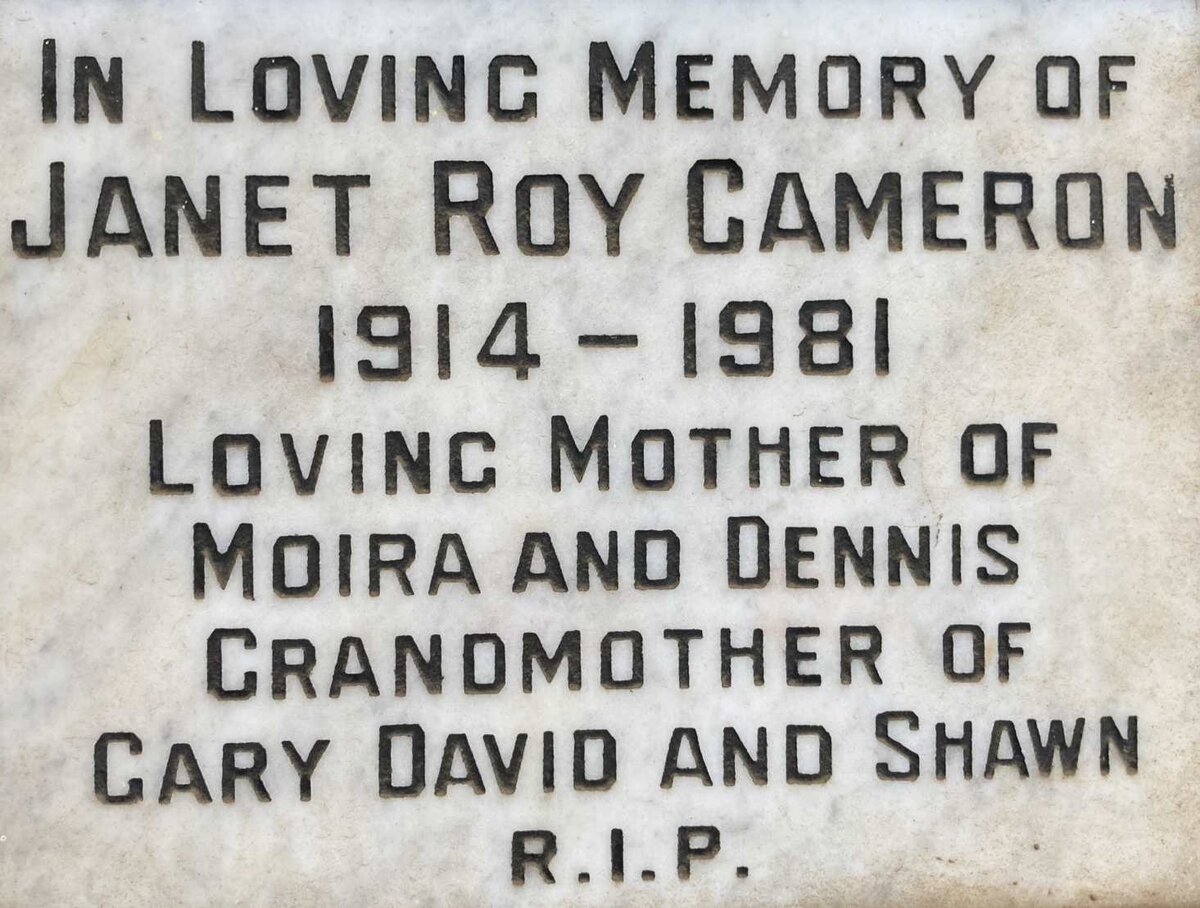 IN LOVING MEMORY OF
JANET ROY CAMERON
1914 – 1981
LOVING MOTHER OF
MOIRA AND DENNIS
GRANDMOTHER OF
GARY DAVID AND SHAWN
R.I.P.